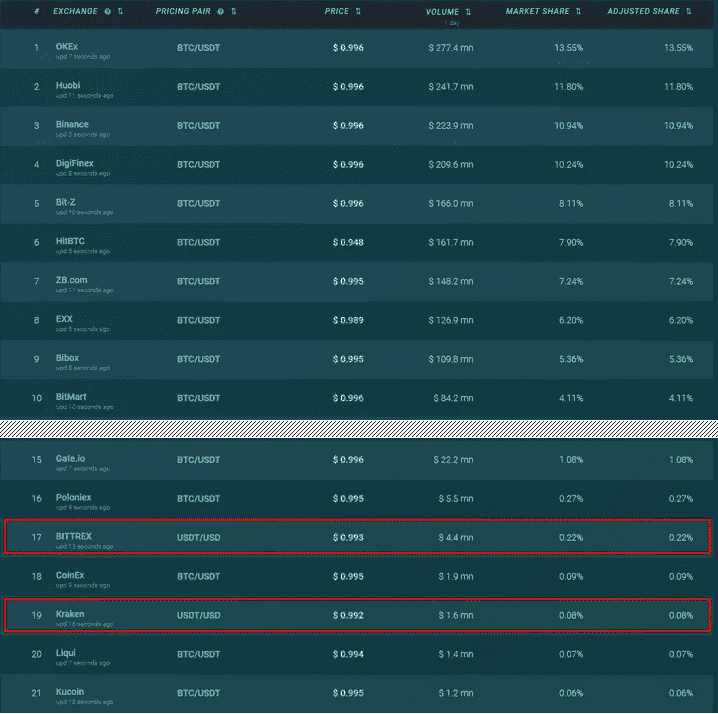 # EXCHANGE PRICING PAIR PRICE VOLUME MARKET SHARE ADJUSTED SHARE
1 day
1 OKEx BTC/USDT $ 0.996 $ 277.4 mn 13.55% 13.55%
upd 7 seconds ago
2 Huobi BTC/USDT $ 0.996 $ 241.7 mn 11.80% 11.80%
upd 11 seconds ago
3 Binance BTC/USDT $ 0.996 $ 223.9 mn 10.94% 10.94%
upd seconds ago
4 DigiFinex BTC/USDT $ 0.996 $ 209.6 mn 10.24% 10.24%
upd seconds ago
5 Bit-Z BTC/USDT $ 0.996 $ 166.0 mn 8.11% 8.11%
upd 10 seconds ago
6 HitBTC BTC/USDT $ 0.948 $ 161.7 mn 7.90% 7.90%
upd seconds ago
7 ZB.com BTC/USDT $ 0.995 $ 148.2 mn 7.24% 7.24%
upd 11 seconds ago
8 EXX BTC/USDT $ 0.989 $ 126.9 mn 6.20% 6.20%
upd seconds ago
9 Bibox BTC/USDT $ 0.995 $ 109.8 mn 5.36% 5.36%
upd seconds ago
10 BitMart BTC/USDT $ 0.996 $ 84.2 mn 4.11% 4.11%
upd seconds ago
15 Gate.io BTC/USDT $ 0.996 $ 22.2 mn 1.08% 1.08%
upd seconds ago
16 Poloniex BTC/USDT $ 0.995 $ 5.5 mn 0.27% 0.27%
upd seconds ago
17 BITTREX USDT/USD $ 0.993 $ 4.4 mn 0.22% 0.22%
upd seconds ago
18 CoinEx BTC/USDT $ 0.995 $ 1.9 mn 0.09% 0.09%
upd seconds ago
19 Kraken USDT/USD $ 0.992 $ 1.6 mn 0.08% 0.08%
upd seconds ago
20 Liqui BTC/USDT $ 0.994 $ 1.4 mn 0.07% 0.07%
upd seconds ago
21 Kucoin BTC/USDT $ 0.995 $ 1.2 mn 0.06% 0.06%
upd seconds ago